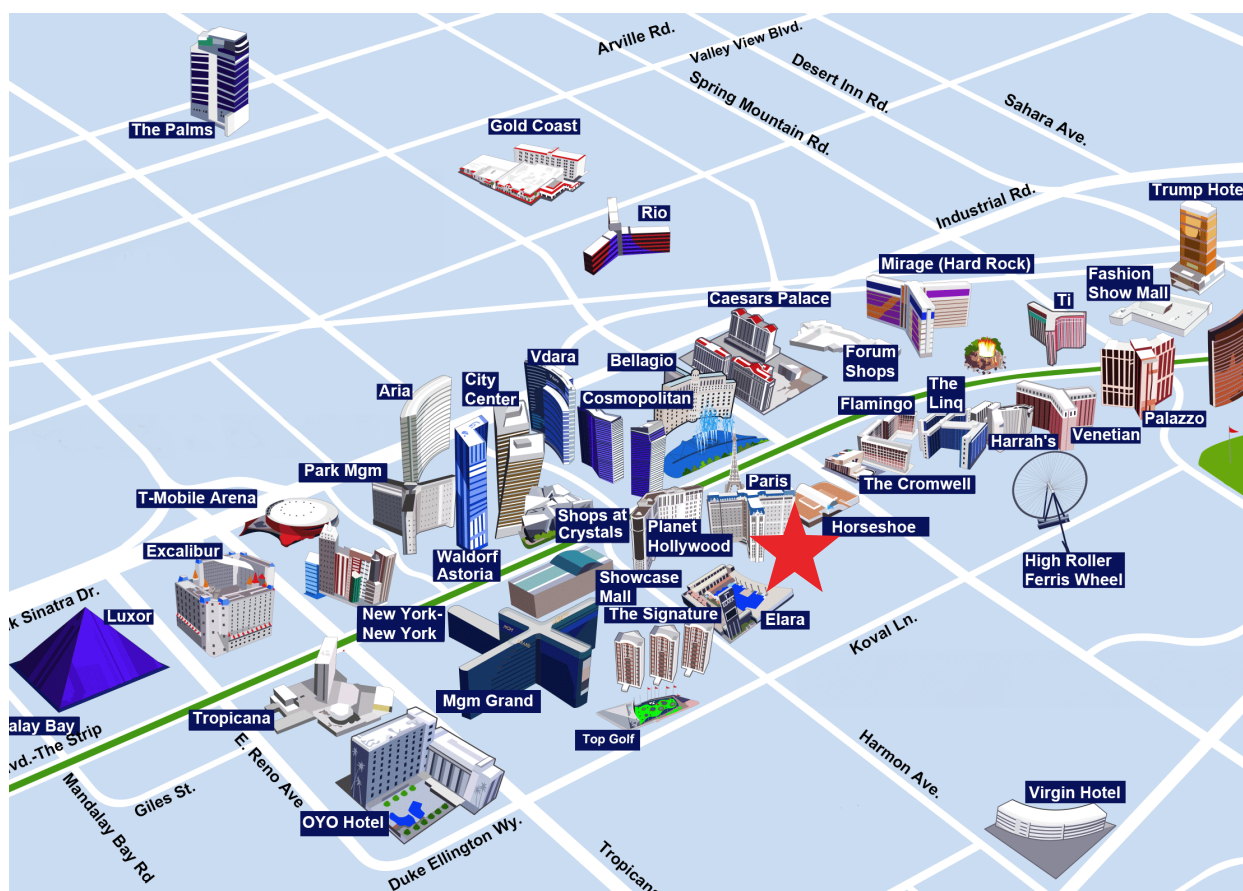 Arville Rd.
Valley View Blvd.
Desert Inn Rd.
Spring Mountain Rd.
Sahara Ave.
The Palms
Gold Coast
Rio
Industrial Rd.
Trump Hote
Mirage (Hard Rock)
Fashion
Show Mall
Ti
Caesars Palace
Forum
Shops
Bellagio
Vdara
Cosmopolitan
City
Center
Aria
The
Linq
Flamingo
Harrah's
Venetian
Palazzo
The Cromwell
Park Mgm
T-Mobile Arena
Paris
Horseshoe
Shops at
Crystals
Planet
Hollywood
High Roller
Ferris Wheel
Waldorf
Astoria
Excalibur
Showcase
Mall
The Signature
Elara
Koval Ln.
k Sinatra Dr.
Luxor
New York-
New York
Mgm Grand
Top Golf
Tropicana
alay Bay
vd.-The Strip
Giles St.
Mandalay Bay Rd
E. Reno Ave
OYO Hotel
Duke Ellington Wy.
Tropican
Harmon Ave.
Virgin Hotel